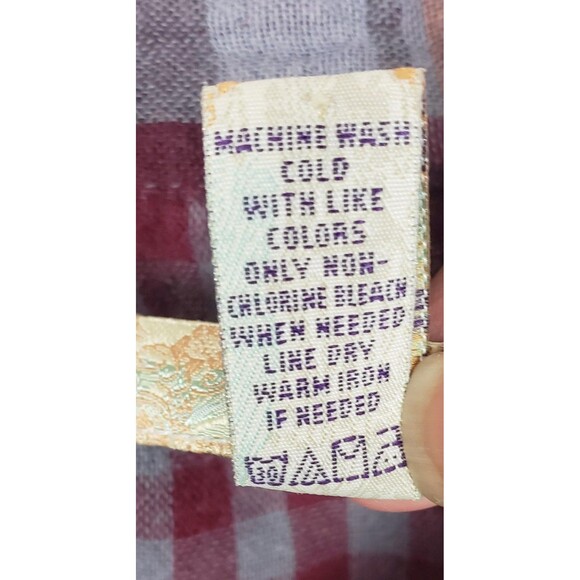 MACHINE WASH
COLD
WITH LIKE
COLORS
ONLY NON-
CHLORINE BLEACH
WHEN NEEDED
LINE DRY
WARM IRON
IF NEEDED